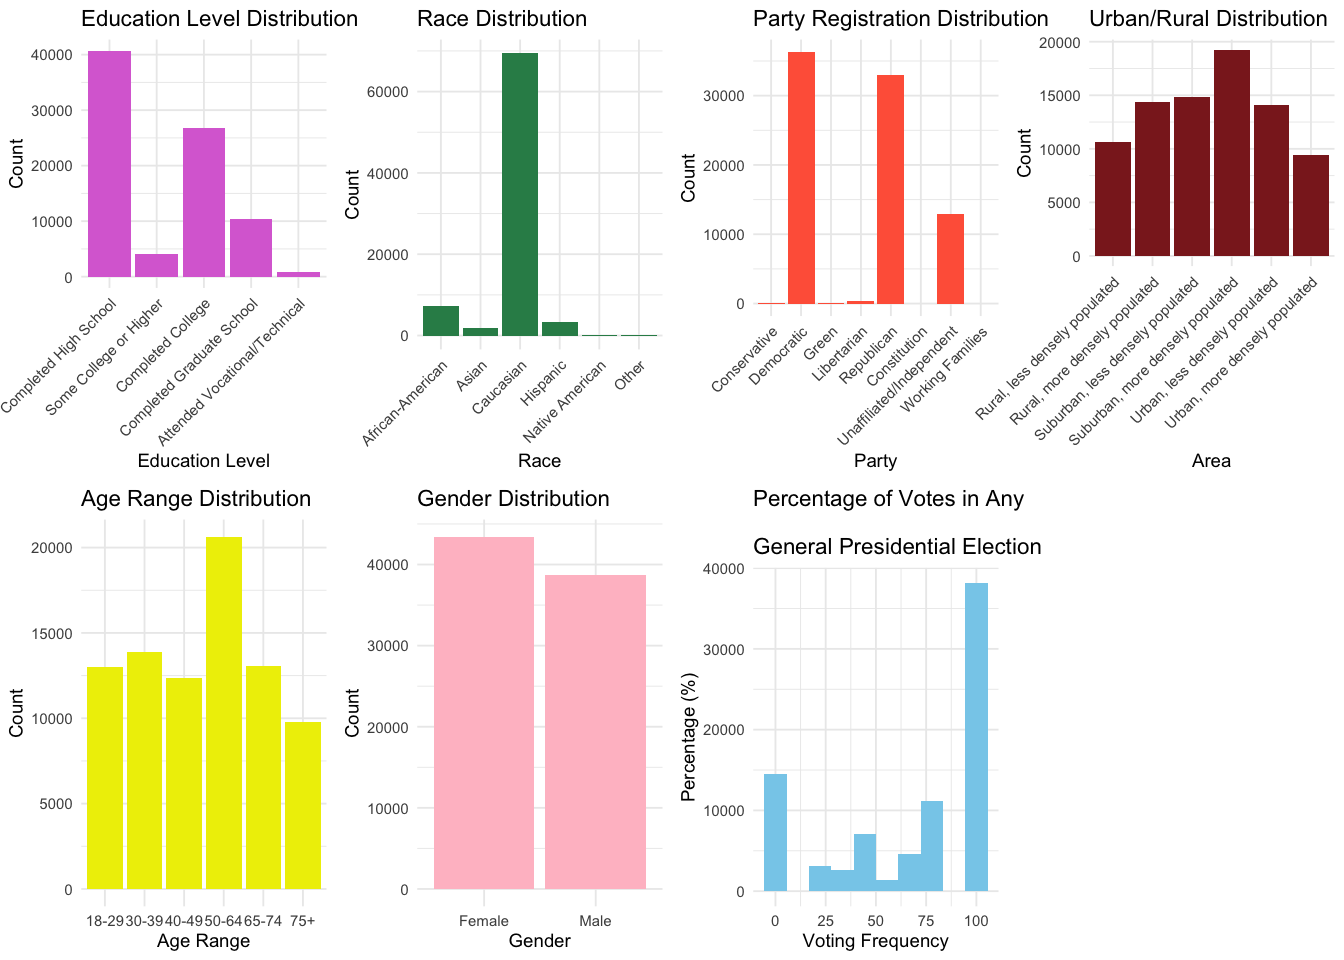 Education Level Distribution
Count
40000
30000
20000
10000
0
Completed High School
Some College or Higher
Completed College
Completed Graduate School
Attended Vocational/Technical
Education Level
Race Distribution
Count
60000
40000
20000
0
African-American
Asian
Caucasian
Hispanic
Native American
Other
Race
Party Registration Distribution
Count
30000
20000
10000
0
Conservative
Democratic
Green
Libertarian
Republican
Constitution
Unaffiliated/Independent
Working Families
Party
Urban/Rural Distribution
Count
20000
15000
10000
5000
0
Rural, less densely populated
Rural, more densely populated
Suburban, less densely populated
Suburban, more densely populated
Urban, less densely populated
Urban, more densely populated
Area
Age Range Distribution
Count
20000
15000
10000
5000
0
18-29 30-39 40-49 50-64 65-74 75+
Age Range
Gender Distribution
Count
40000
30000
20000
10000
0
Female Male
Gender
Percentage of Votes in Any
General Presidential Election
Percentage (%)
40000
30000
20000
10000
0
0 25 50 75 100
Voting Frequency